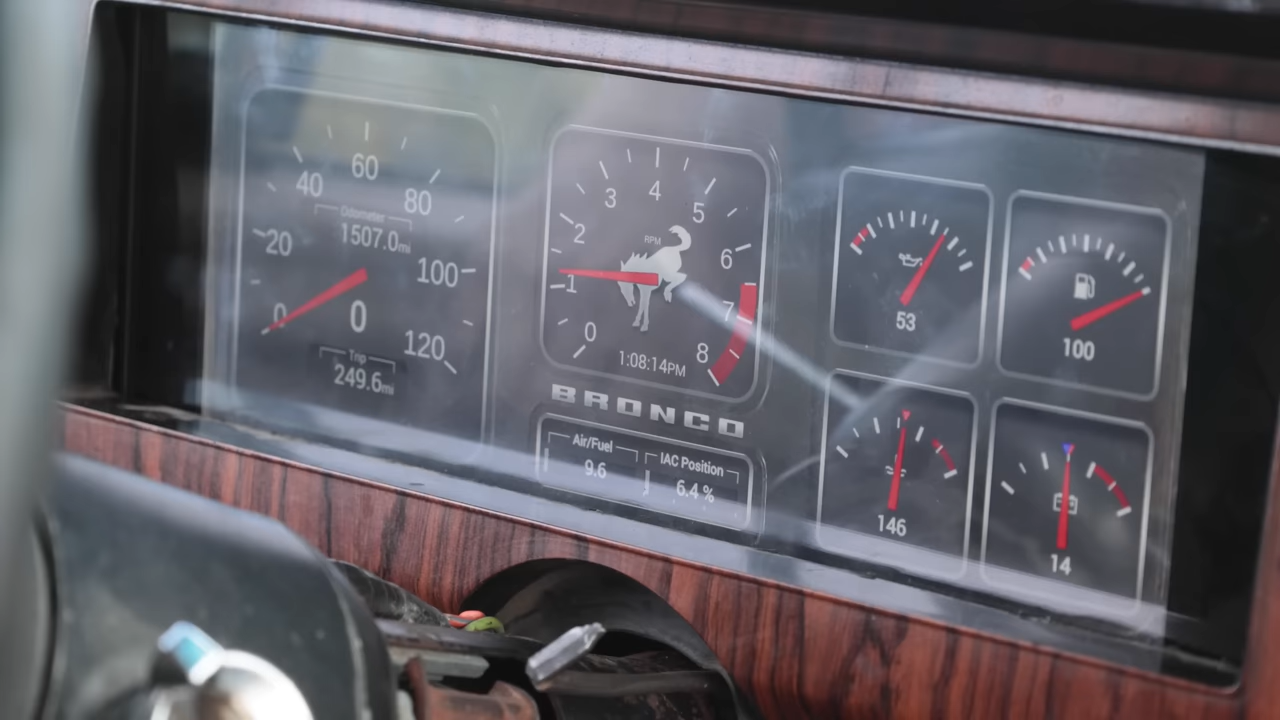 0
20
40
60
80
100
120
Odometer
1507.0mi
0
Trip
249.6mi
0
1
2
3
4
5
6
7
8
RPM
1:08:14PM
BRONCO
Air/Fuel
9.6
IAC Position
6.4 %
53
100
146
14